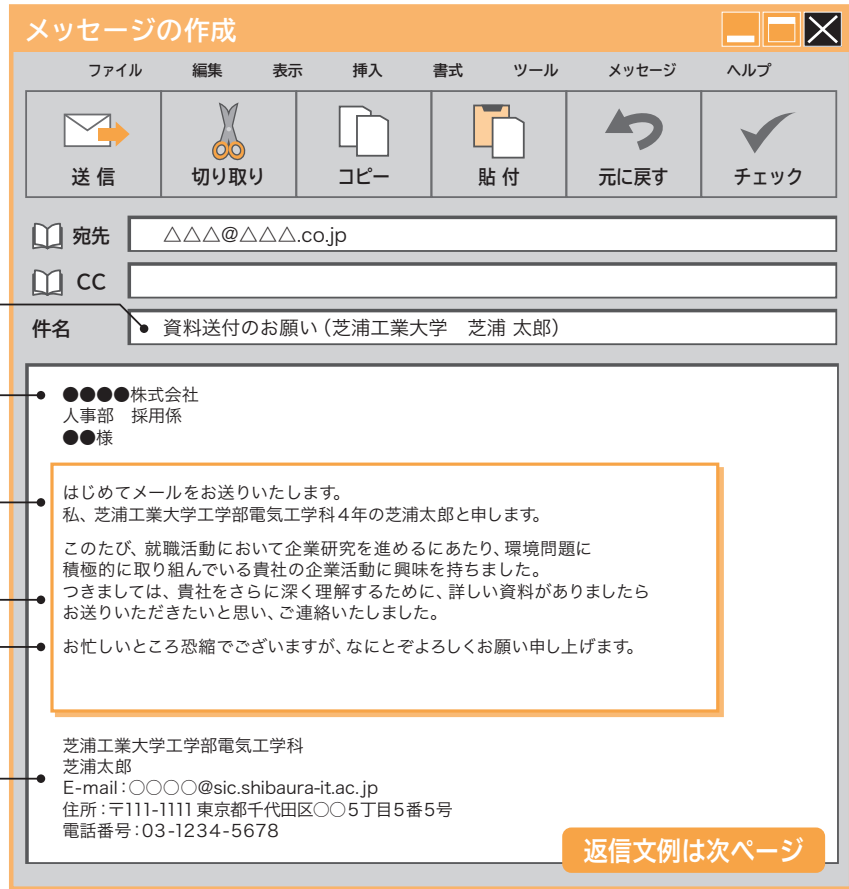 メッセージの作成
ファイル 編集 表示 挿入 書式 ツール メッセージ ヘルプ
送 信 切り取り コピー 貼 付 元に戻す チェック
宛先 △△△@△△△.co.jp
CC
件名 資料送付のお願い（芝浦工業大学　芝浦 太郎）
●●●●株式会社
人事部　採用係
●●様
はじめてメールをお送りいたします。
私、芝浦工業大学工学部電気工学科4年の芝浦太郎と申します。
このたび、就職活動において企業研究を進めるにあたり、環境問題に
積極的に取り組んでいる貴社の企業活動に興味を持ちました。
つきましては、貴社をさらに深く理解するために、詳しい資料がありましたら
お送りいただきたいと思い、ご連絡いたしました。
お忙しいところ恐縮でございますが、なにとぞよろしくお願い申し上げます。
芝浦工業大学工学部電気工学科
芝浦太郎
E-mail：○○○○@sic.shibaura-it.ac.jp
住所：〒111-1111 東京都千代田区○○5丁目5番5号
電話番号：03-1234-5678
返信文例は次ページ